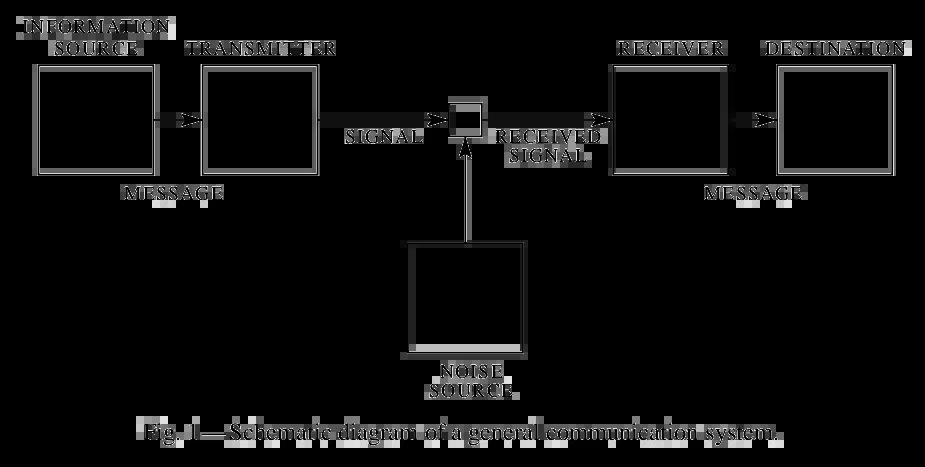 INFORMATION
SOURCE
TRANSMITTER
RECEIVER
DESTINATION
SIGNAL
RECEIVED
SIGNAL
MESSAGE
MESSAGE
NOISE
SOURCE
Fig. 1—Schematic diagram of a general communication system.